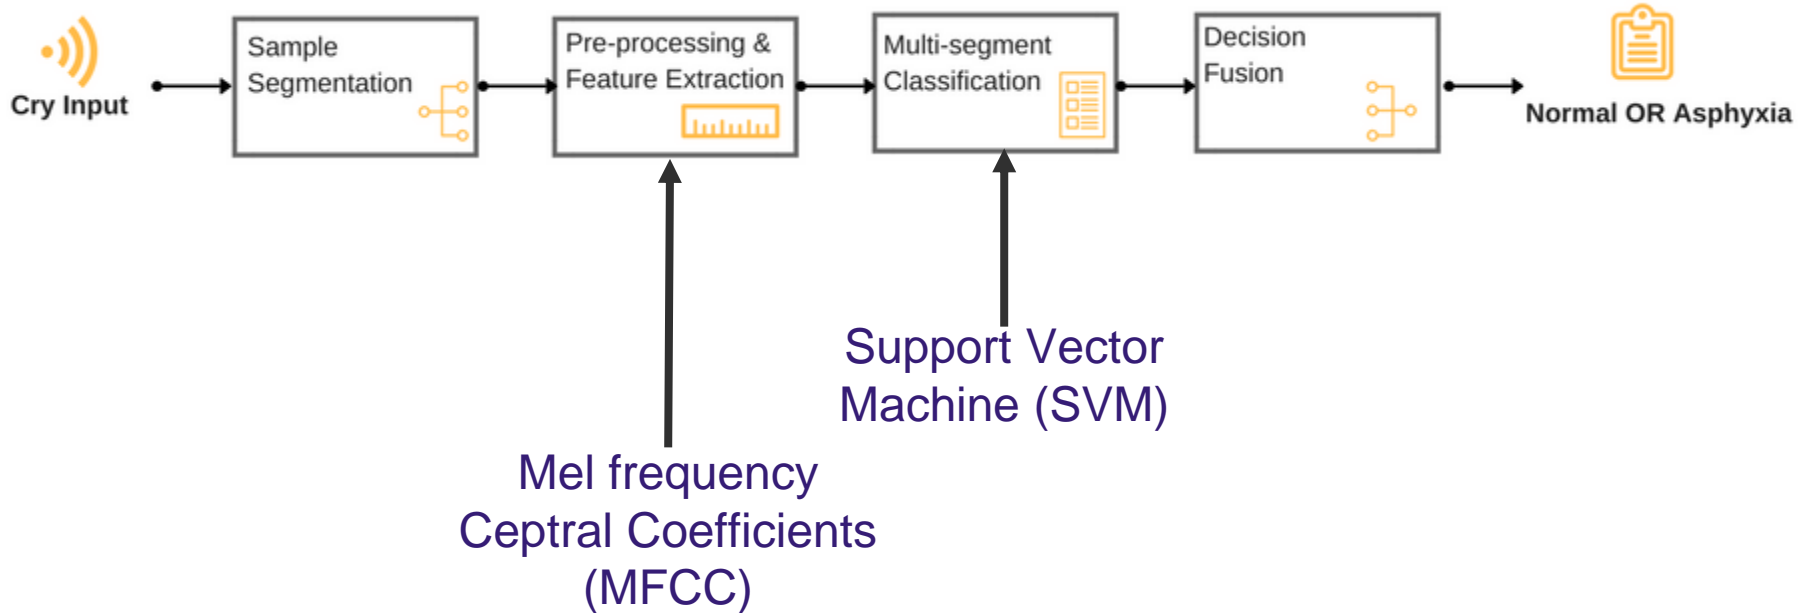 Cry Input
Sample
Segmentation
Pre-processing &
Feature Extraction
Multi-segment
Classification
Decision
Fusion
Normal OR Asphyxia
Support Vector
Machine (SVM)
Mel frequency
Ceptral Coefficients
(MFCC)